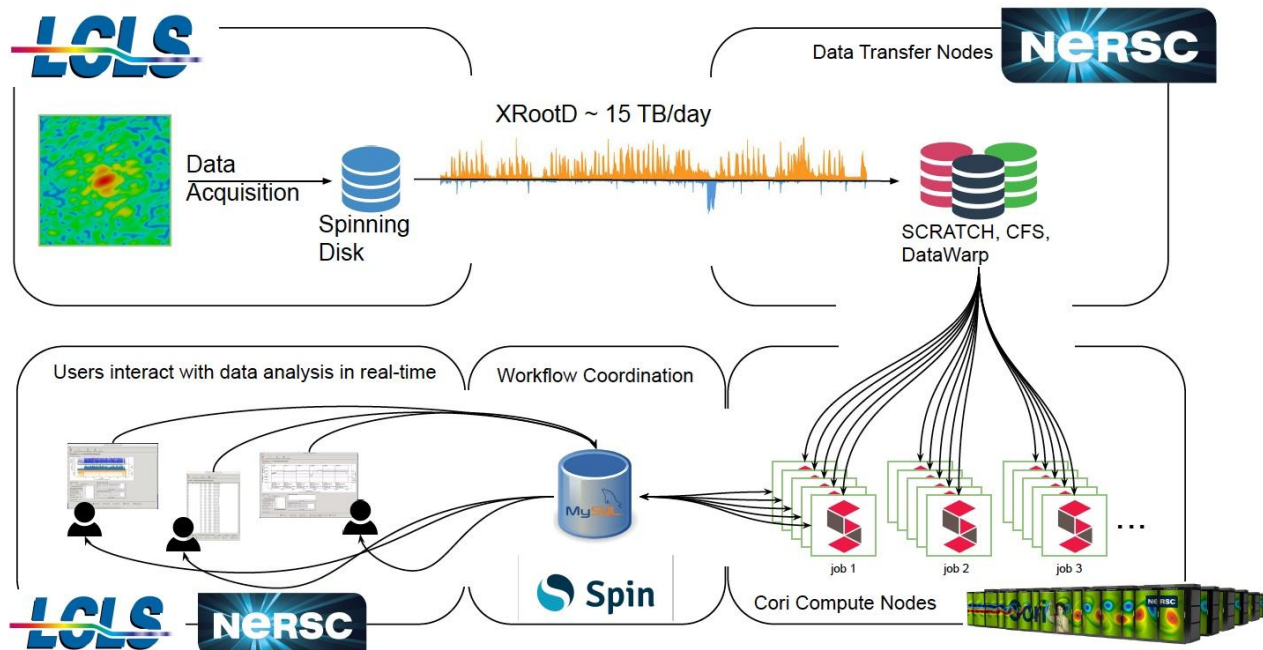 LCLS
Data Transfer Nodes
NERSC
XRootD ~ 15 TB/day
Data
Acquisition
Spinning
Disk
SCRATCH, CFS,
DataWarp
Users interact with data analysis in real-time
Workflow Coordination
MySQL
job 1
job 2
job 3
...
Spin
Cori Compute Nodes
LCLS
NERSC
Cori
NERSC